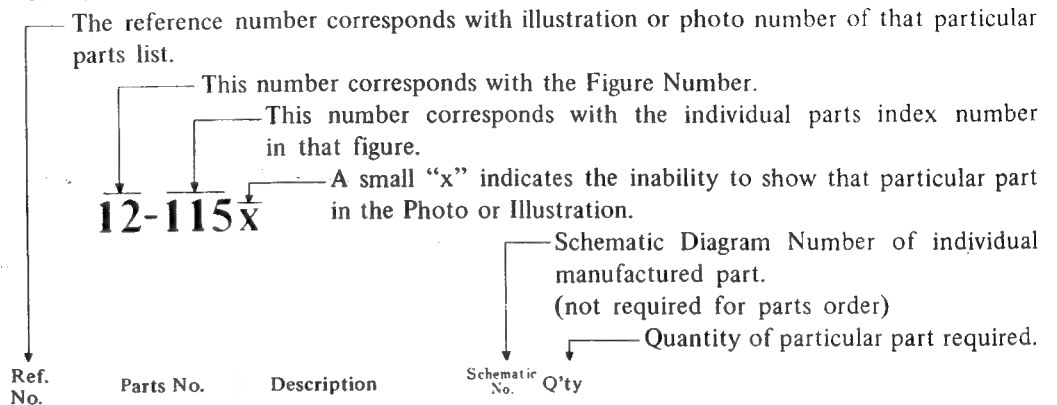 The reference number corresponds with illustration or photo number of that particular
parts list.
This number corresponds with the Figure Number.
This number corresponds with the individual parts index number
in that figure.
A small “x” indicates the inability to show that particular part
in the Photo or Illustration.
12-115x
Schematic Diagram Number of individual
manufactured part.
(not required for parts order)
Quantity of particular part required.
Ref.
No.
Parts No. Description Schematic
No. Q'ty